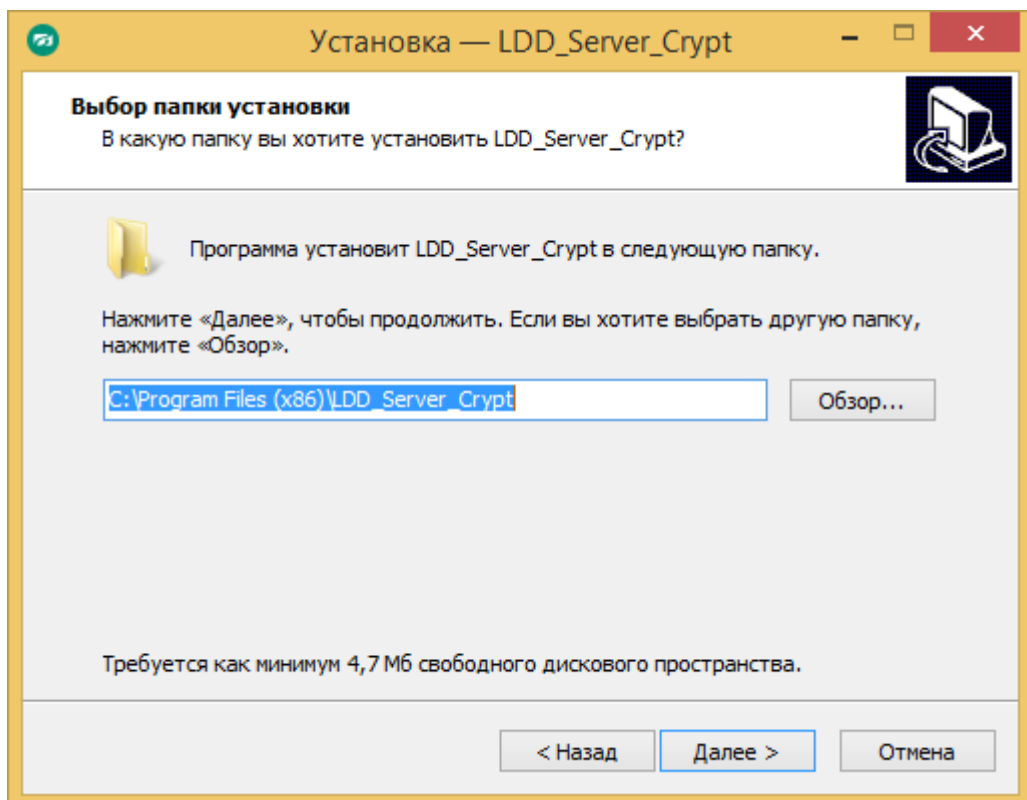 Установка — LDD_Server_Crypt
Выбор папки установки
В какую папку вы хотите установить LDD_Server_Crypt?
Программа установит LDD_Server_Crypt в следующую папку.
Нажмите «Далее», чтобы продолжить. Если вы хотите выбрать другую папку,
нажмите «Обзор».
C:\Program Files (x86)\LDD_Server_Crypt
Обзор...
Требуется как минимум 4,7 Мб свободного дискового пространства.
< Назад
Далее >
Отмена